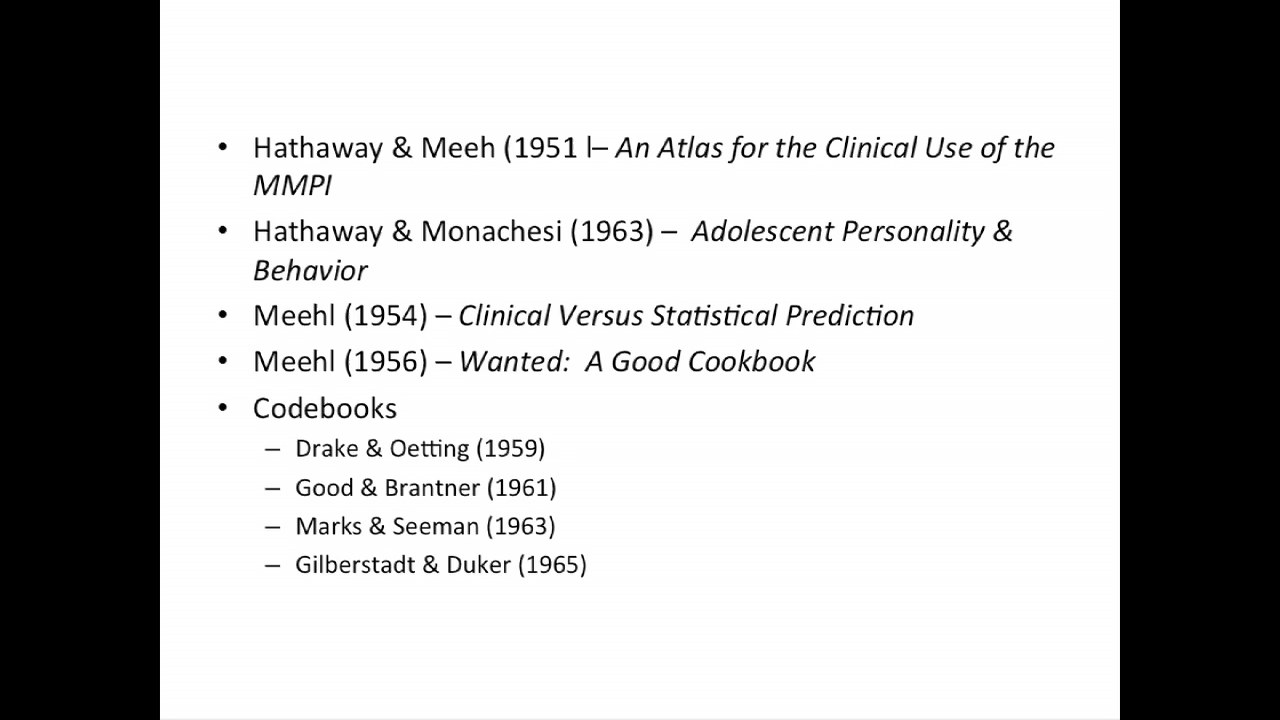 • Hathaway & Meeh (1951 l– An Atlas for the Clinical Use of the
MMPI
• Hathaway & Monachesi (1963) – Adolescent Personality &
Behavior
• Meehl (1954) – Clinical Versus Statistical Prediction
• Meehl (1956) – Wanted: A Good Cookbook
• Codebooks
– Drake & Oetting (1959)
– Good & Brantner (1961)
– Marks & Seeman (1963)
– Gilberstadt & Duker (1965)